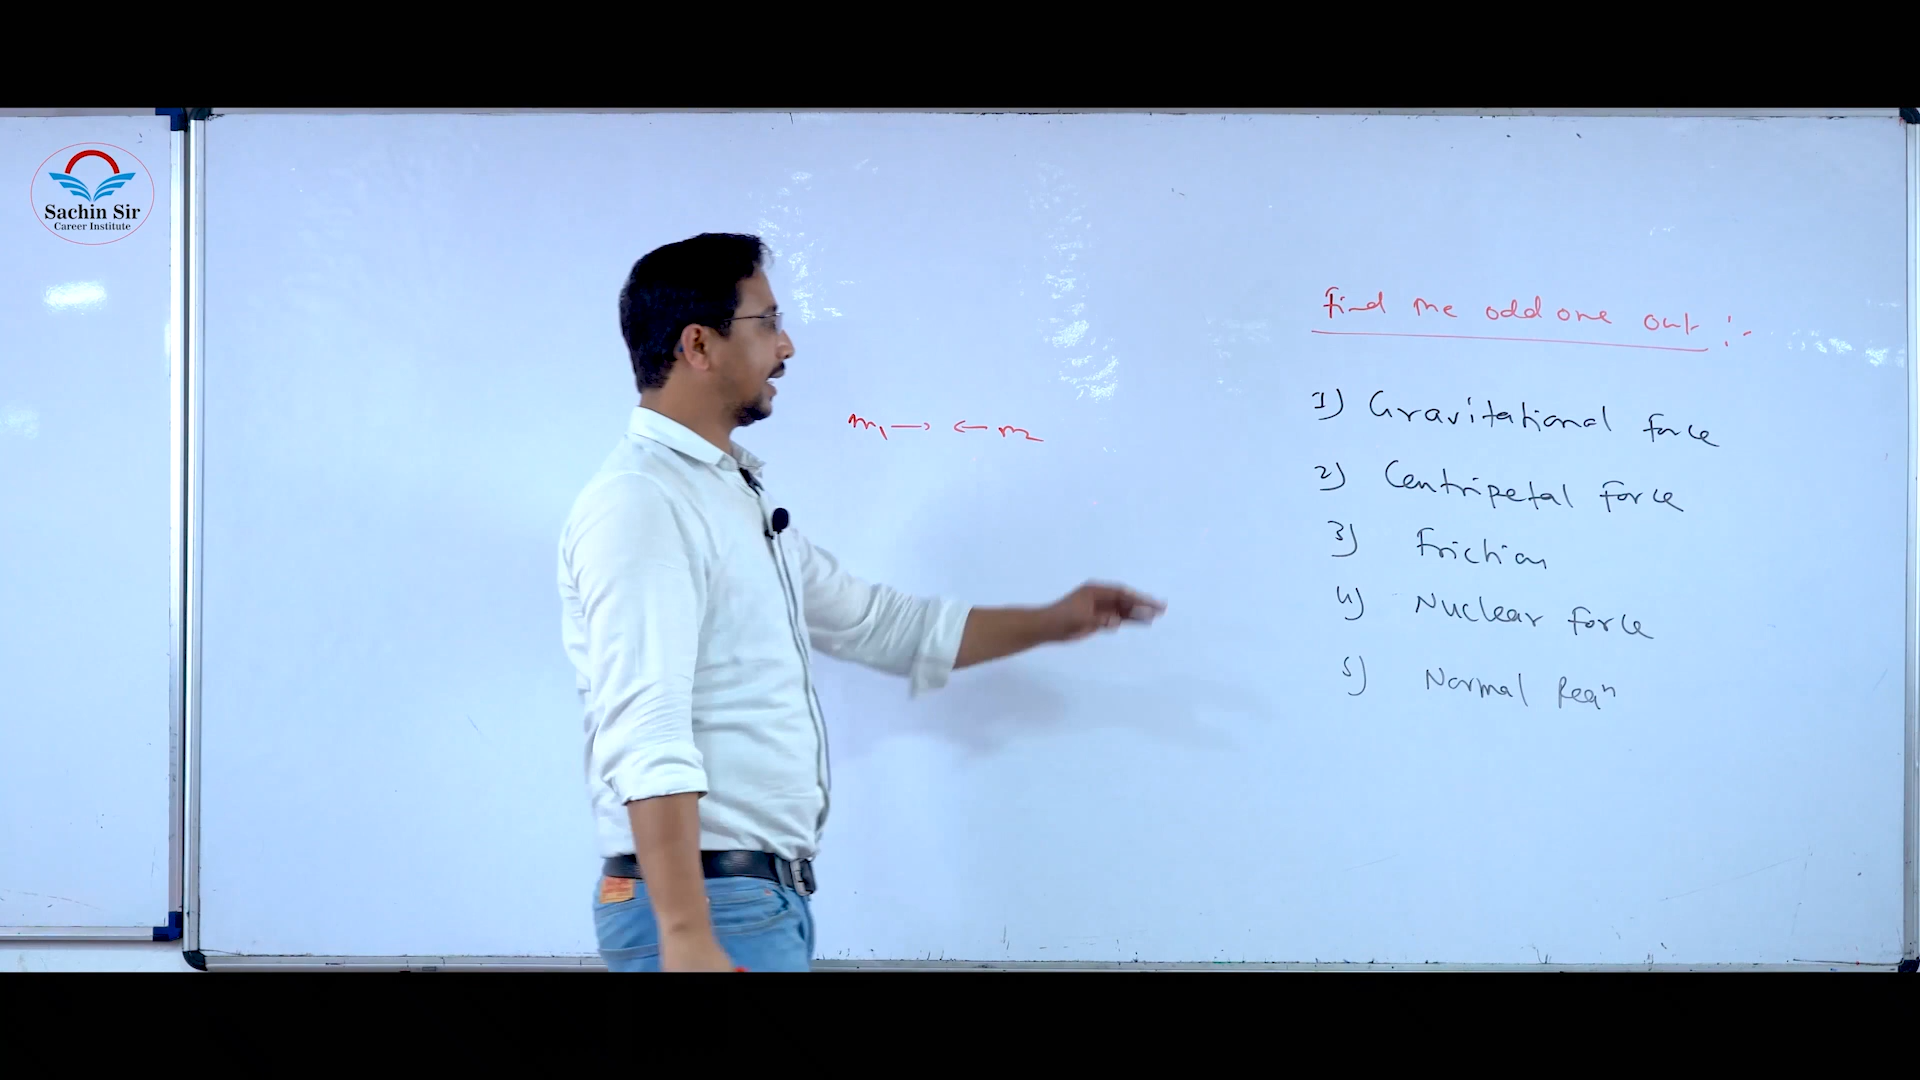 Sachin Sir
Career Institute
m1 → ← m2
Find the odd one out :-
1) Gravitational force
2) Centripetal force
3) Friction
4) Nuclear force
5) Normal Reaⁿ